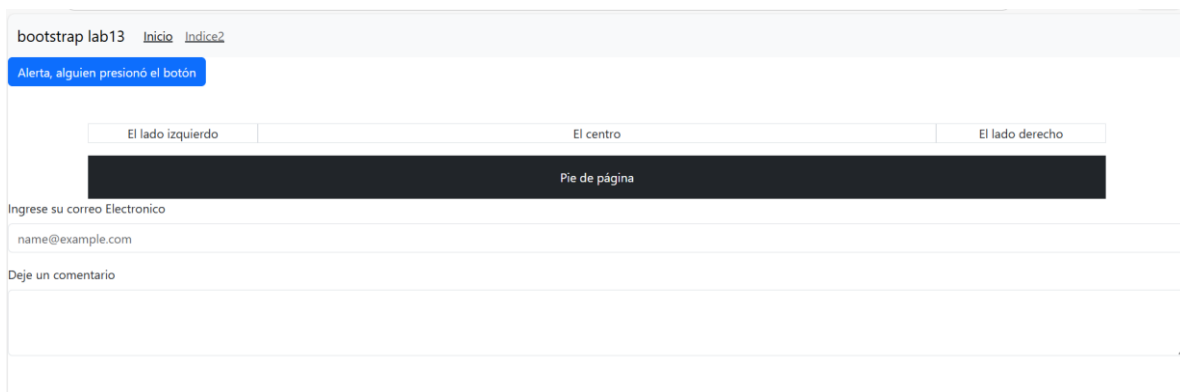 bootstrap lab13 Inicio Indice2
Alerta, alguien presionó el botón
El lado izquierdo El centro El lado derecho
Pie de página
Ingrese su correo Electronico
name@example.com
Deje un comentario